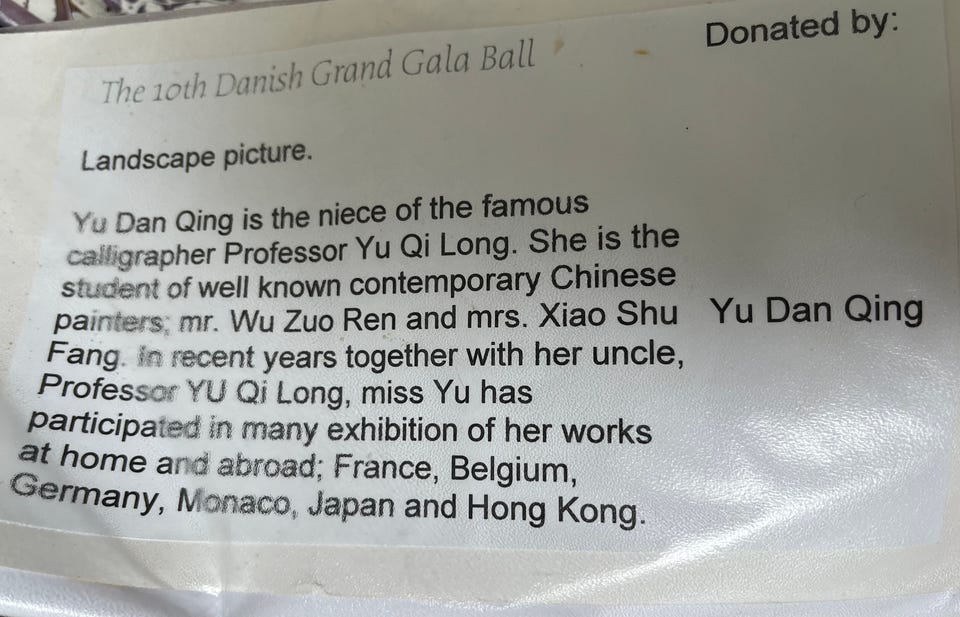 Donated by:
The 10th Danish Grand Gala Ball
Landscape picture.
Yu Dan Qing is the niece of the famous
calligrapher Professor Yu Qi Long. She is the
student of well known contemporary Chinese
painters; mr. Wu Zuo Ren and mrs. Xiao Shu
Fang. In recent years together with her uncle,
Professor YU Qi Long, miss Yu has
participated in many exhibition of her works
at home and abroad; France, Belgium,
Germany, Monaco, Japan and Hong Kong.
Yu Dan Qing